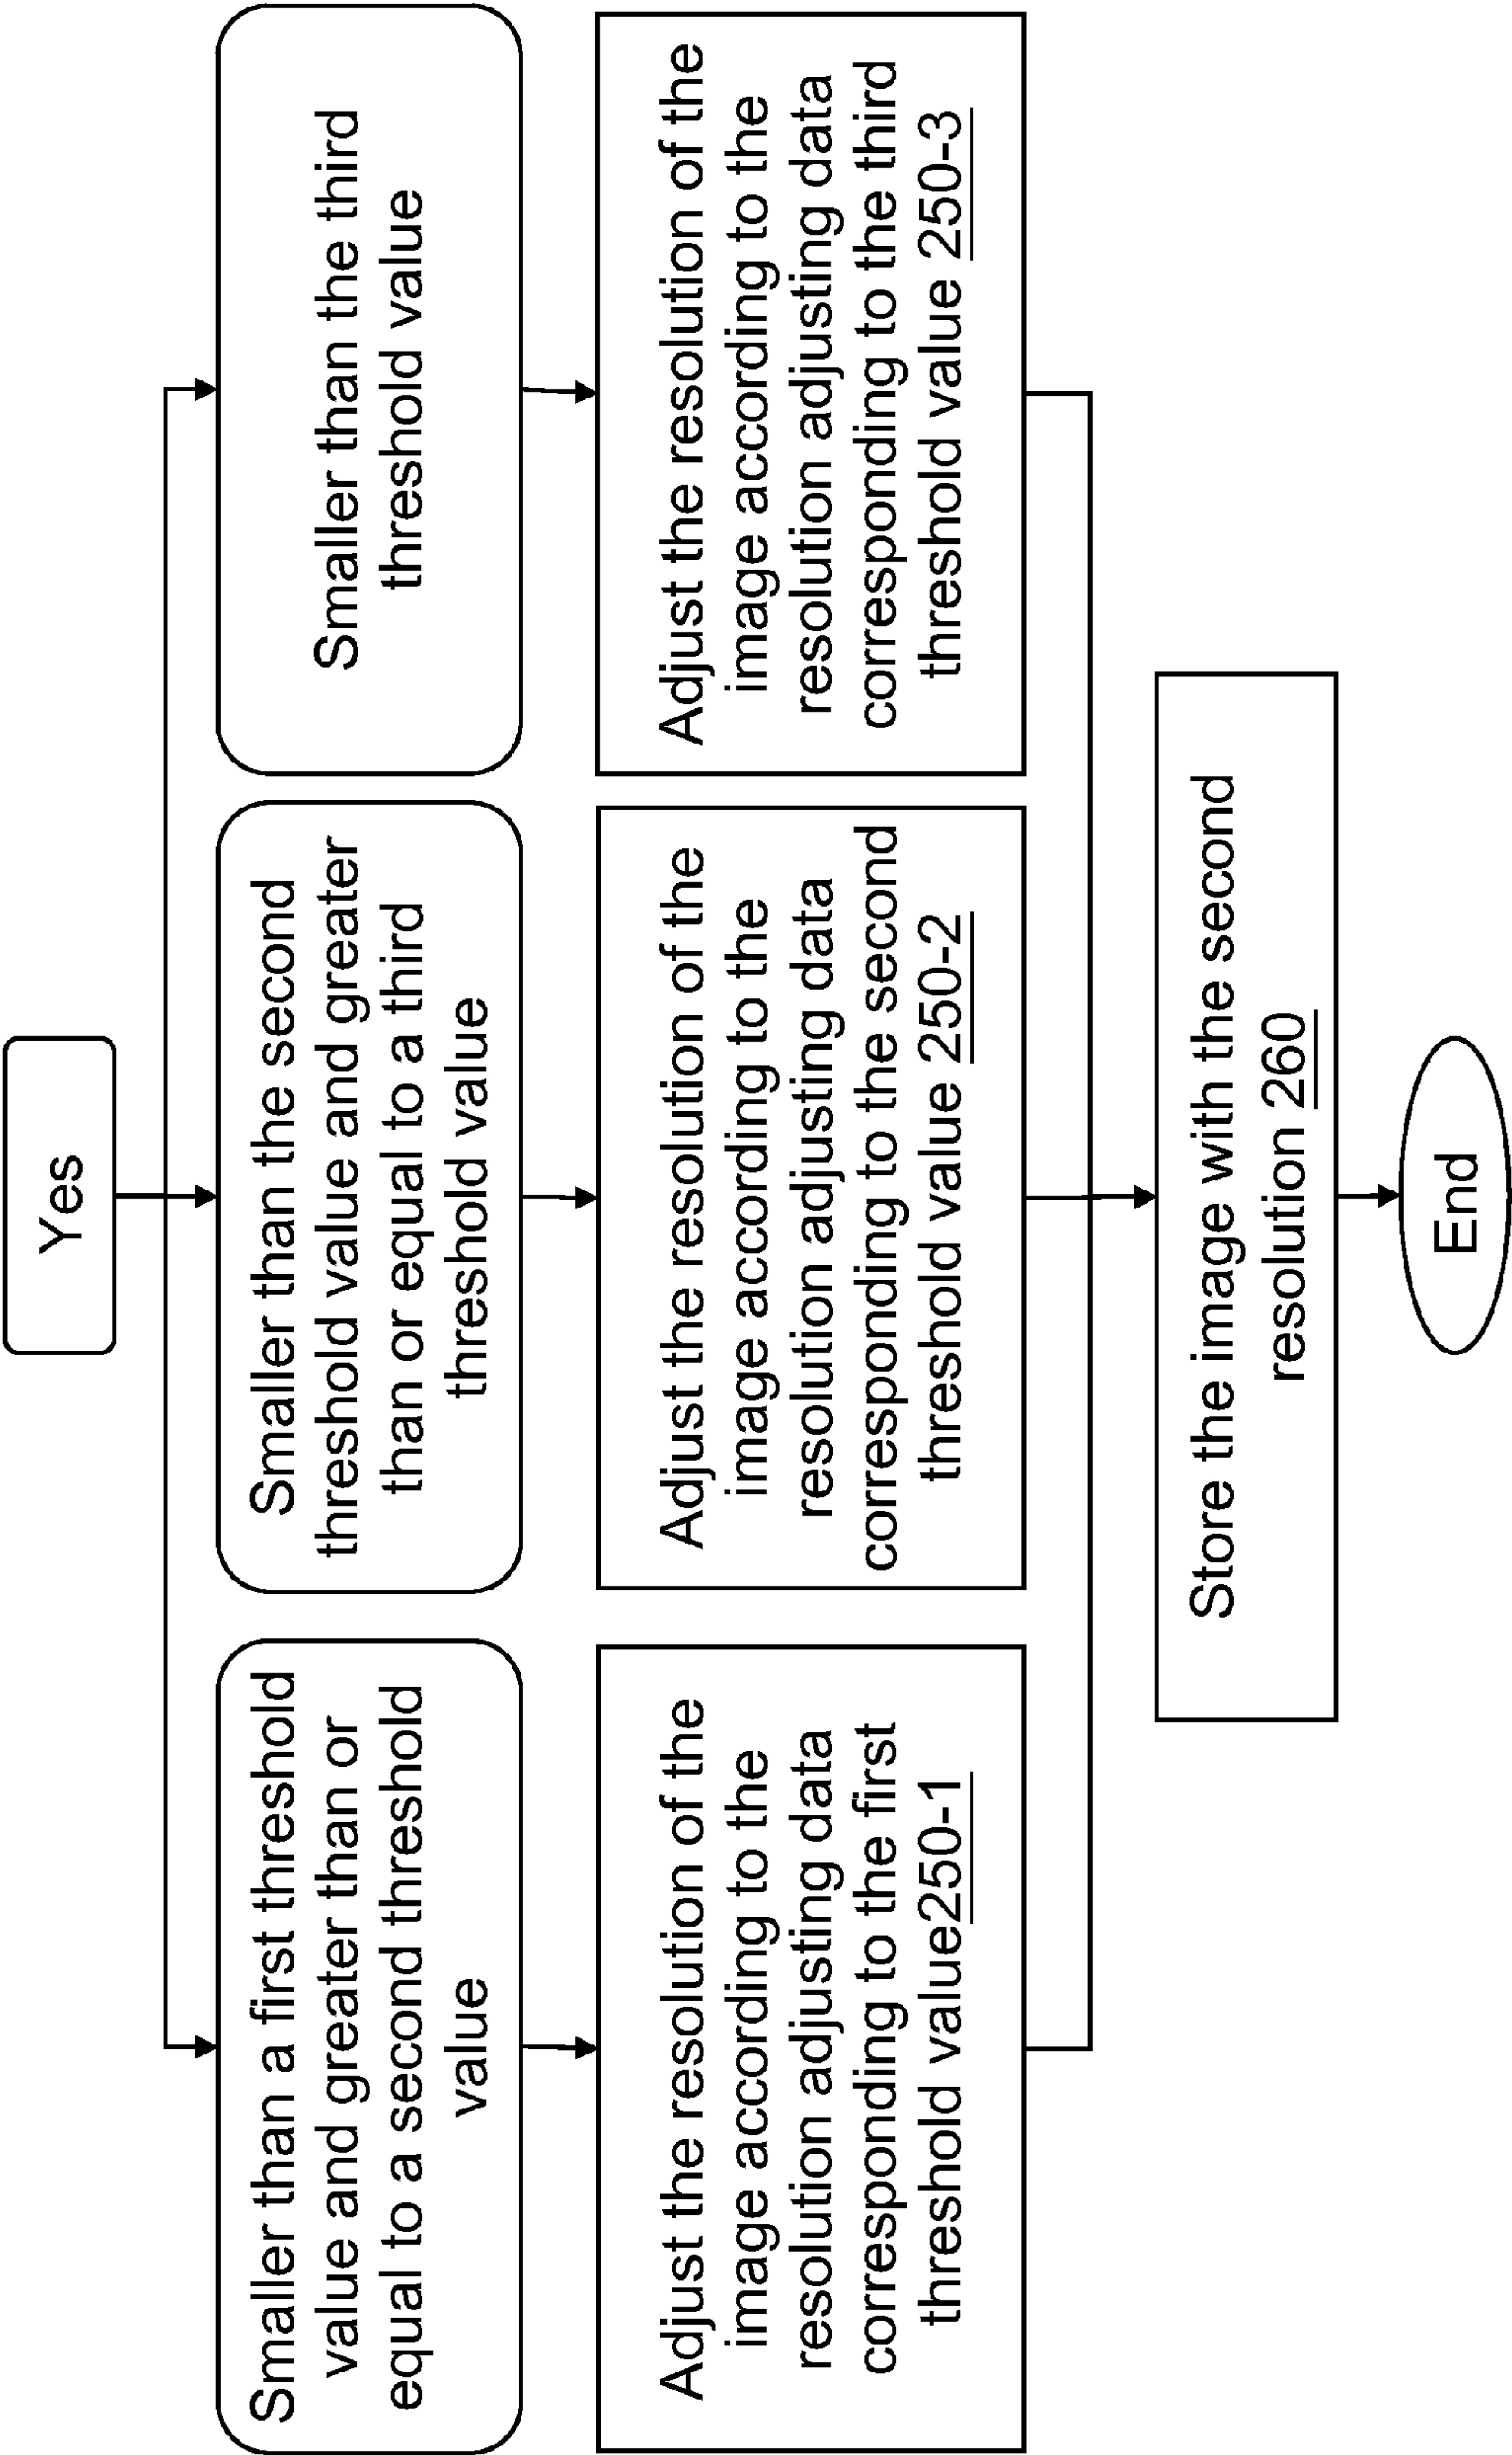 Yes
Smaller than a first threshold
value and greater than or
equal to a second threshold
value
Smaller than the second
threshold value and greater
than or equal to a third
threshold value
Smaller than the third
threshold value
Adjust the resolution of the
image according to the
resolution adjusting data
corresponding to the first
threshold value250-1
Adjust the resolution of the
image according to the
resolution adjusting data
corresponding to the second
threshold value 250-2
Adjust the resolution of the
image according to the
resolution adjusting data
corresponding to the third
threshold value 250-3
Store the image with the second
resolution 260
End